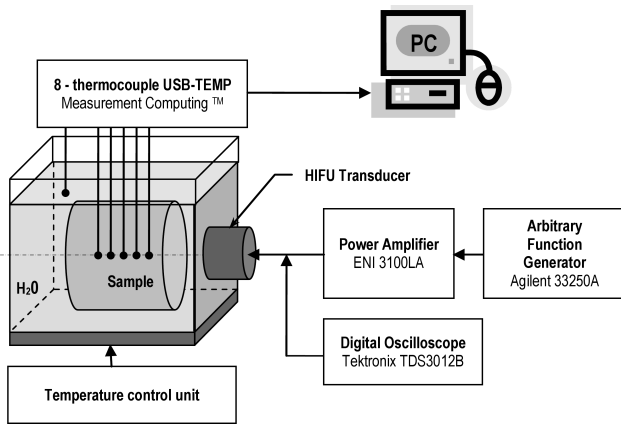 PC
8 - thermocouple USB-TEMP
Measurement Computing ™
HIFU Transducer
Power Amplifier
ENI 3100LA
Arbitrary
Function
Generator
Agilent 33250A
Sample
H₂0
Digital Oscilloscope
Tektronix TDS3012B
Temperature control unit